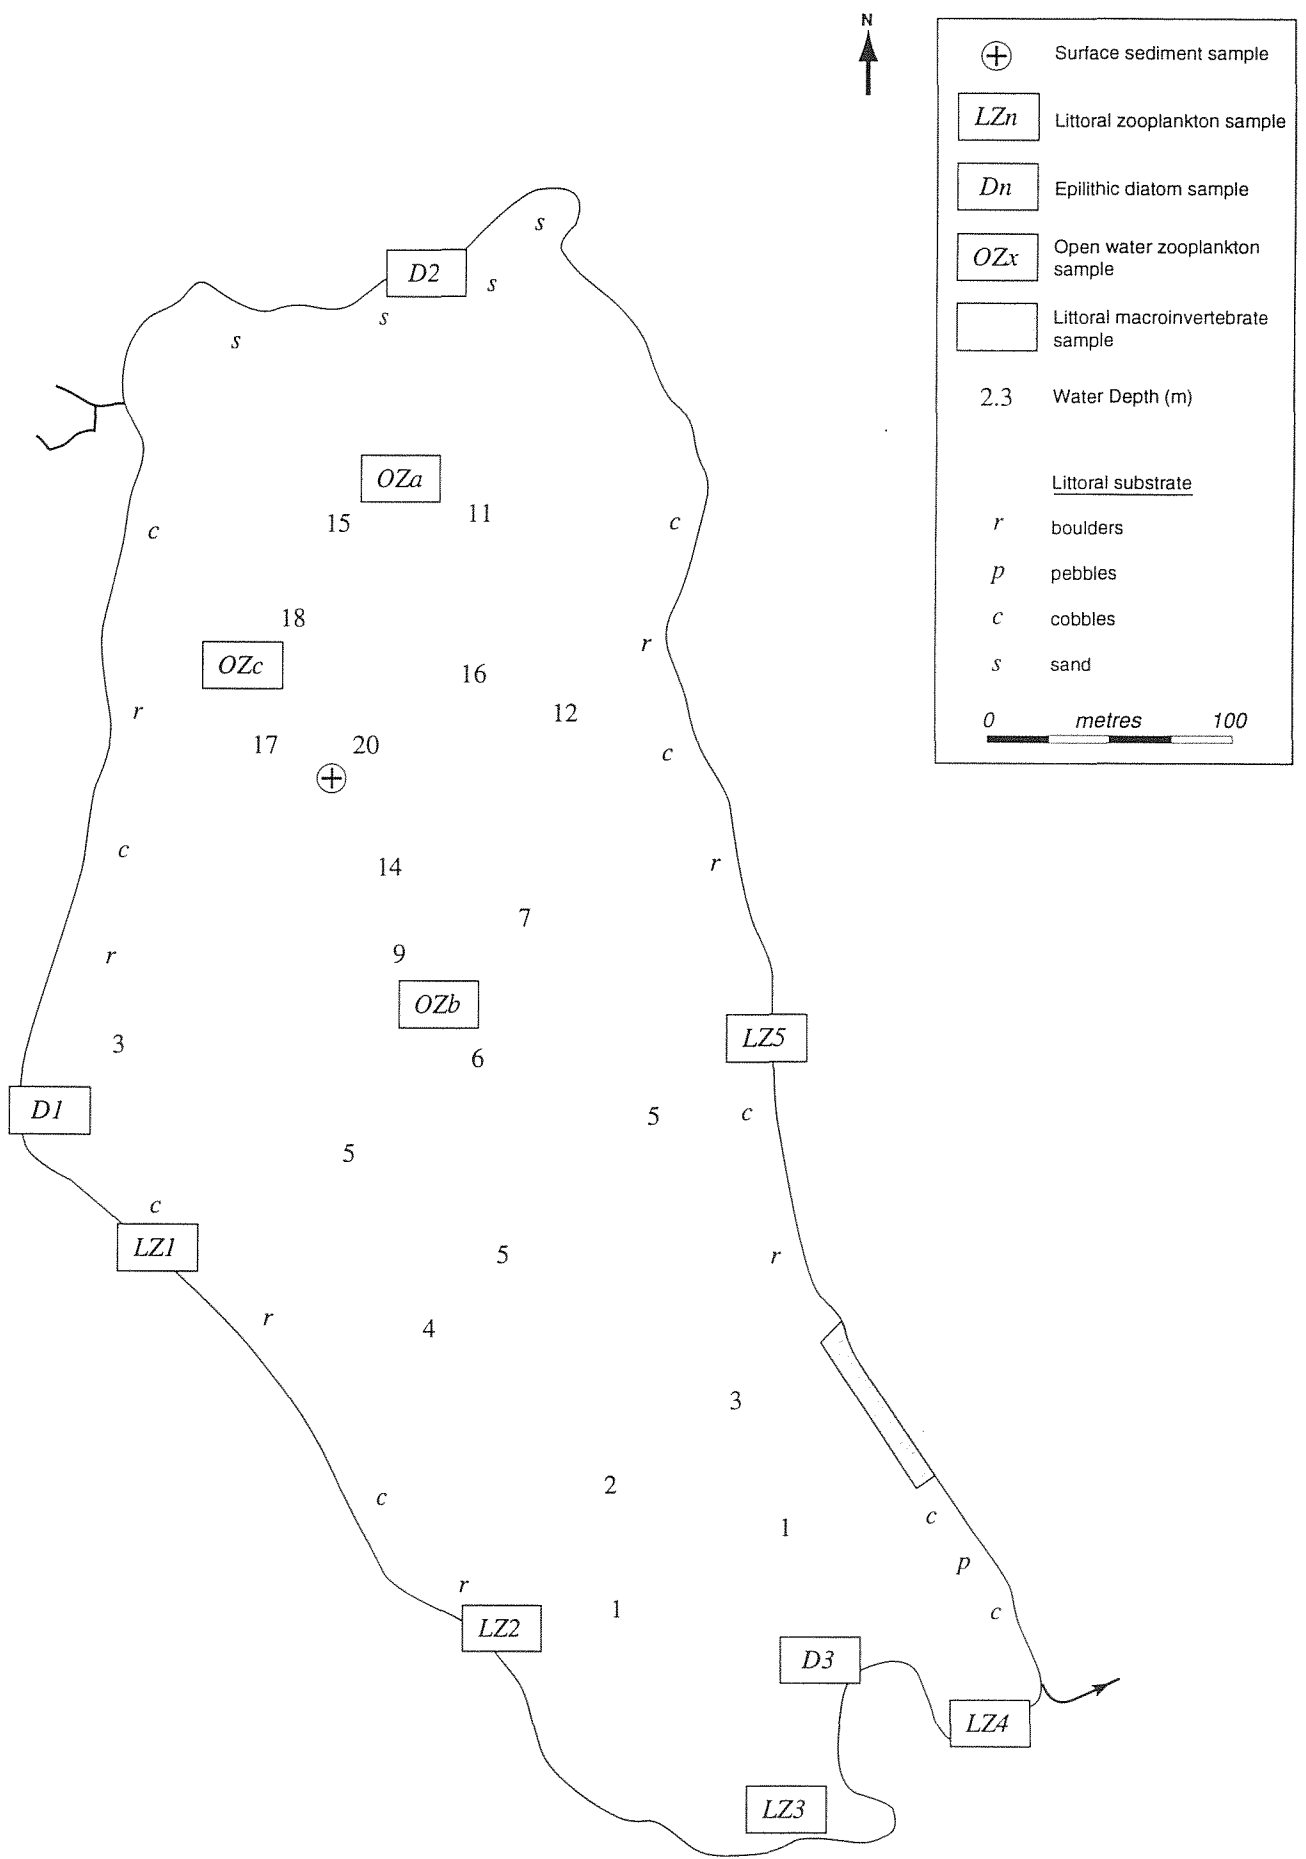 N
Surface sediment sample
LZn
Littoral zooplankton sample
Dn
Epilithic diatom sample
OZx
Open water zooplankton
sample
Littoral macroinvertebrate
sample
2.3
Water Depth (m)
Littoral substrate
r
boulders
p
pebbles
c
cobbles
s
sand
0 metres 100
s
D2
s
s
s
OZa
15
11
c
c
18
r
OZc
16
r
12
17
20
c
c
14
r
7
9
r
OZb
3
LZ5
6
D1
5
c
5
c
LZ1
5
r
r
4
3
c
2
c
1
p
r
1
c
LZ2
D3
LZ4
LZ3